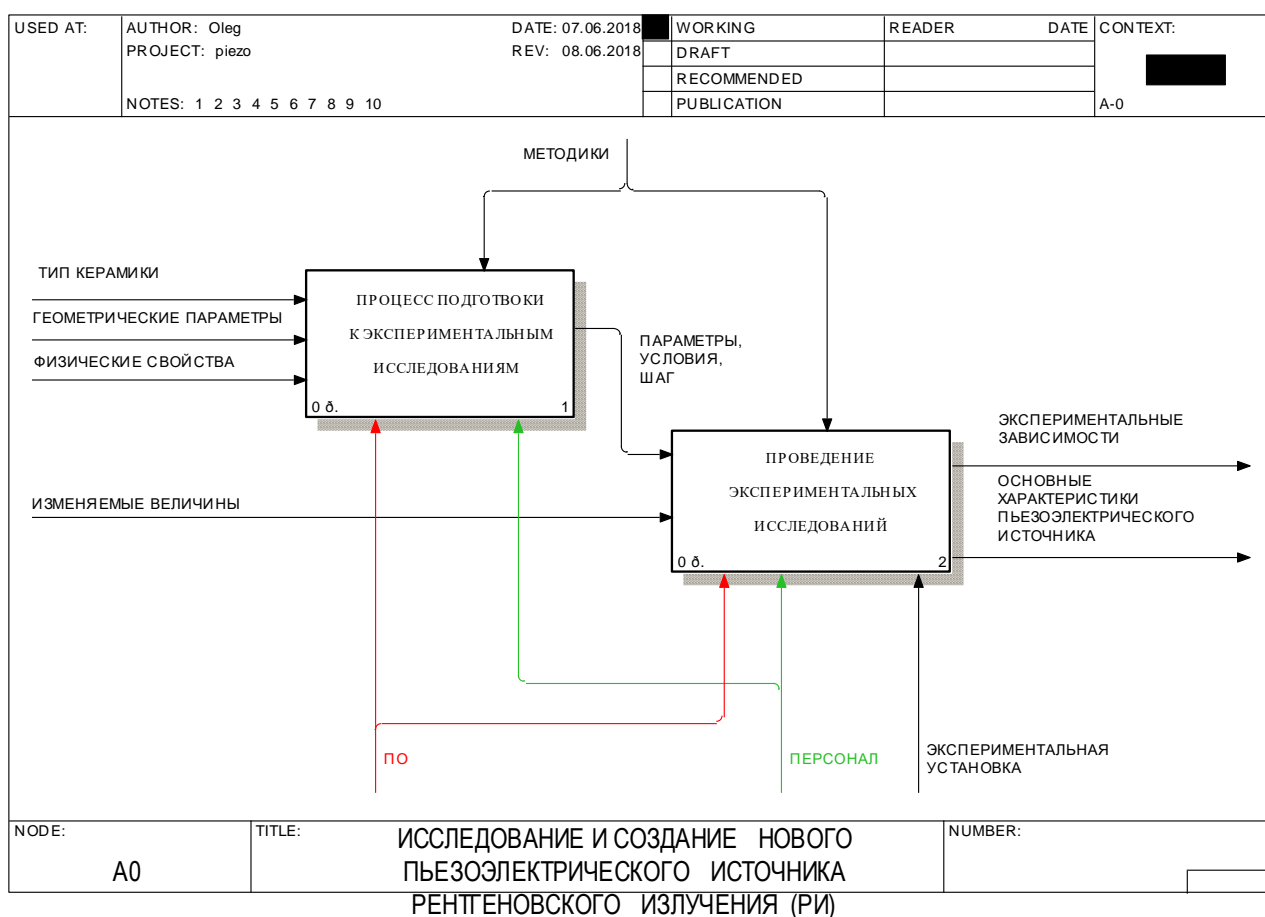 USED AT:
AUTHOR: Oleg
DATE: 07.06.2018
WORKING
READER
DATE
CONTEXT:
PROJECT: piezo
REV: 08.06.2018
DRAFT
RECOMMENDED
NOTES: 1 2 3 4 5 6 7 8 9 10
PUBLICATION
A-0
МЕТОДИКИ
ТИП КЕРАМИКИ
ГЕОМЕТРИЧЕСКИЕ ПАРАМЕТРЫ
ФИЗИЧЕСКИЕ СВОЙСТВА
ПРОЦЕСС ПОДГОТВОКИ
К ЭКСПЕРИМЕНТАЛЬНЫМ
ИССЛЕДОВАНИЯМ
0 ð.
1
ПАРАМЕТРЫ,
УСЛОВИЯ,
ШАГ
ИЗМЕНЯЕМЫЕ ВЕЛИЧИНЫ
ПРОВЕДЕНИЕ
ЭКСПЕРИМЕНТАЛЬНЫХ
ИССЛЕДОВАНИЙ
0 ð.
2
ЭКСПЕРИМЕНТАЛЬНЫЕ
ЗАВИСИМОСТИ
ОСНОВНЫЕ
ХАРАКТЕРИСТИКИ
ПЬЕЗОЭЛЕКТРИЧЕСКОГО
ИСТОЧНИКА
ПО
ПЕРСОНАЛ
ЭКСПЕРИМЕНТАЛЬНАЯ
УСТАНОВКА
NODE:
A0
TITLE:
ИССЛЕДОВАНИЕ И СОЗДАНИЕ НОВОГО
ПЬЕЗОЭЛЕКТРИЧЕСКОГО ИСТОЧНИКА
РЕНТГЕНОВСКОГО ИЗЛУЧЕНИЯ (РИ)
NUMBER: